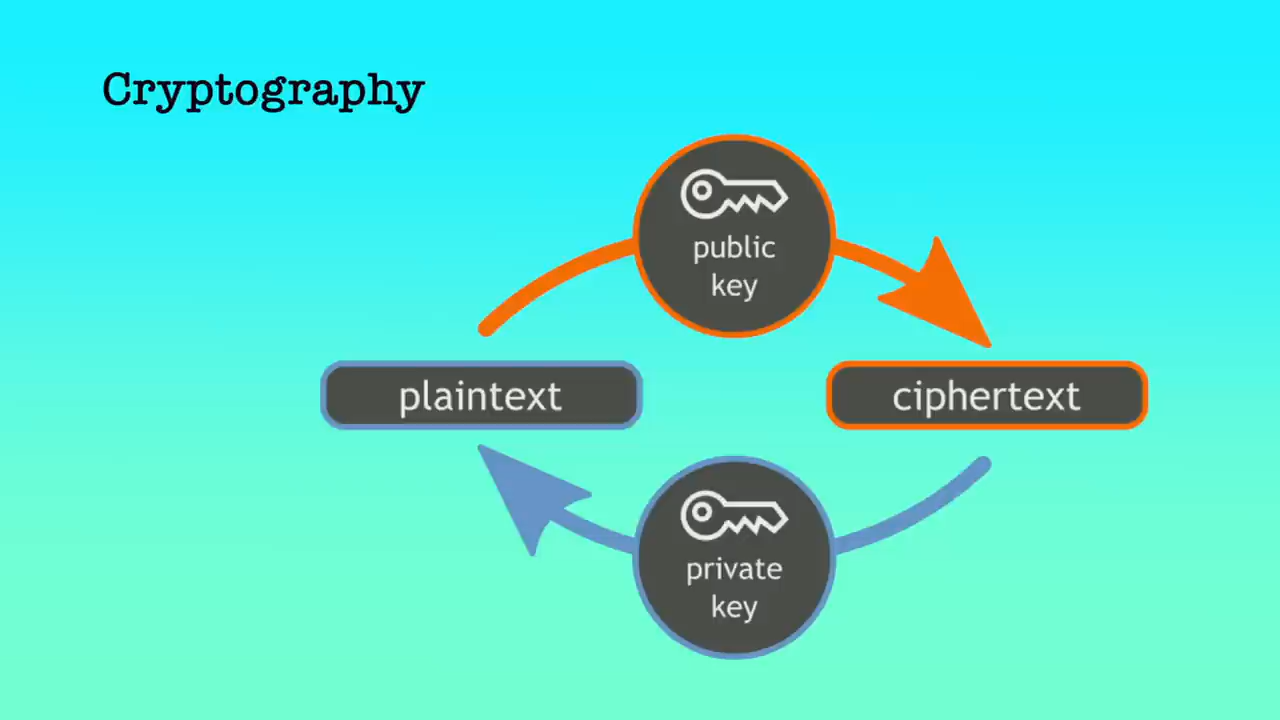 Cryptography
public
key
plaintext
ciphertext
private
key